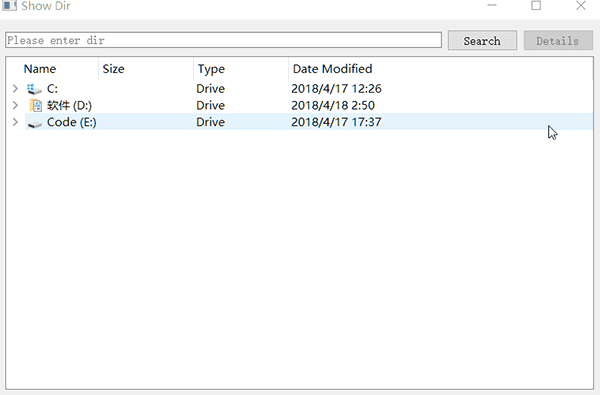 Show Dir
Please enter dir Search Details
Name Size Type Date Modified
C: Drive 2018/4/17 12:26
软件 (D:) Drive 2018/4/18 2:50
Code (E:) Drive 2018/4/17 17:37